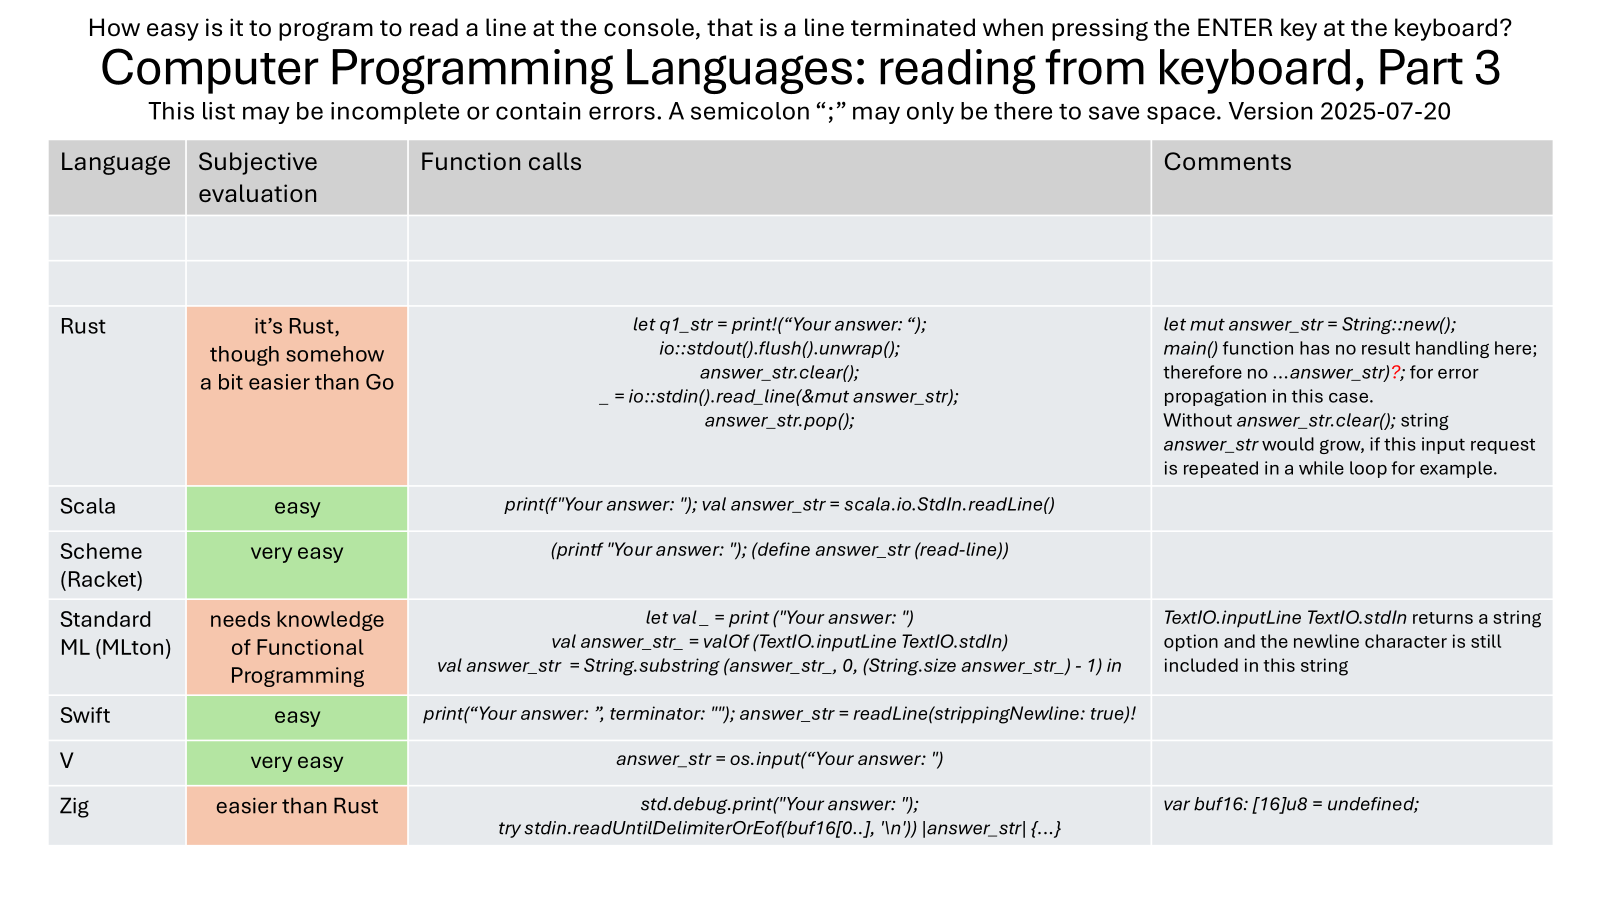 How easy is it to program to read a line at the console, that is a line terminated when pressing the ENTER key at the keyboard?
Computer Programming Languages: reading from keyboard, Part 3
This list may be incomplete or contain errors. A semicolon “;” may only be there to save space. Version 2025-07-20
Language
Subjective
evaluation
Function calls
Comments
Rust
it’s Rust,
though somehow
a bit easier than Go
let q1_str = print!(“Your answer: “);
io::stdout().flush().unwrap();
answer_str.clear();
_ = io::stdin().read_line(&mut answer_str);
answer_str.pop();
let mut answer_str = String::new();
main() function has no result handling here;
therefore no …answer_str)?; for error
propagation in this case.
Without answer_str.clear(); string
answer_str would grow, if this input request
is repeated in a while loop for example.
Scala
easy
print(f"Your answer: "); val answer_str = scala.io.StdIn.readLine()
Scheme
(Racket)
very easy
(printf "Your answer: "); (define answer_str (read-line))
Standard
ML (MLton)
needs knowledge
of Functional
Programming
let val _ = print ("Your answer: ")
val answer_str_ = valOf (TextIO.inputLine TextIO.stdIn)
val answer_str  = String.substring (answer_str_, 0, (String.size answer_str_) - 1) in
TextIO.inputLine TextIO.stdIn returns a string
option and the newline character is still
included in this string
Swift
easy
print(“Your answer: ”, terminator: ""); answer_str = readLine(strippingNewline: true)!
V
very easy
answer_str = os.input(“Your answer: ")
Zig
easier than Rust
std.debug.print("Your answer: ");
try stdin.readUntilDelimiterOrEof(buf16[0..], '\n')) |answer_str| {…}
var buf16: [16]u8 = undefined;